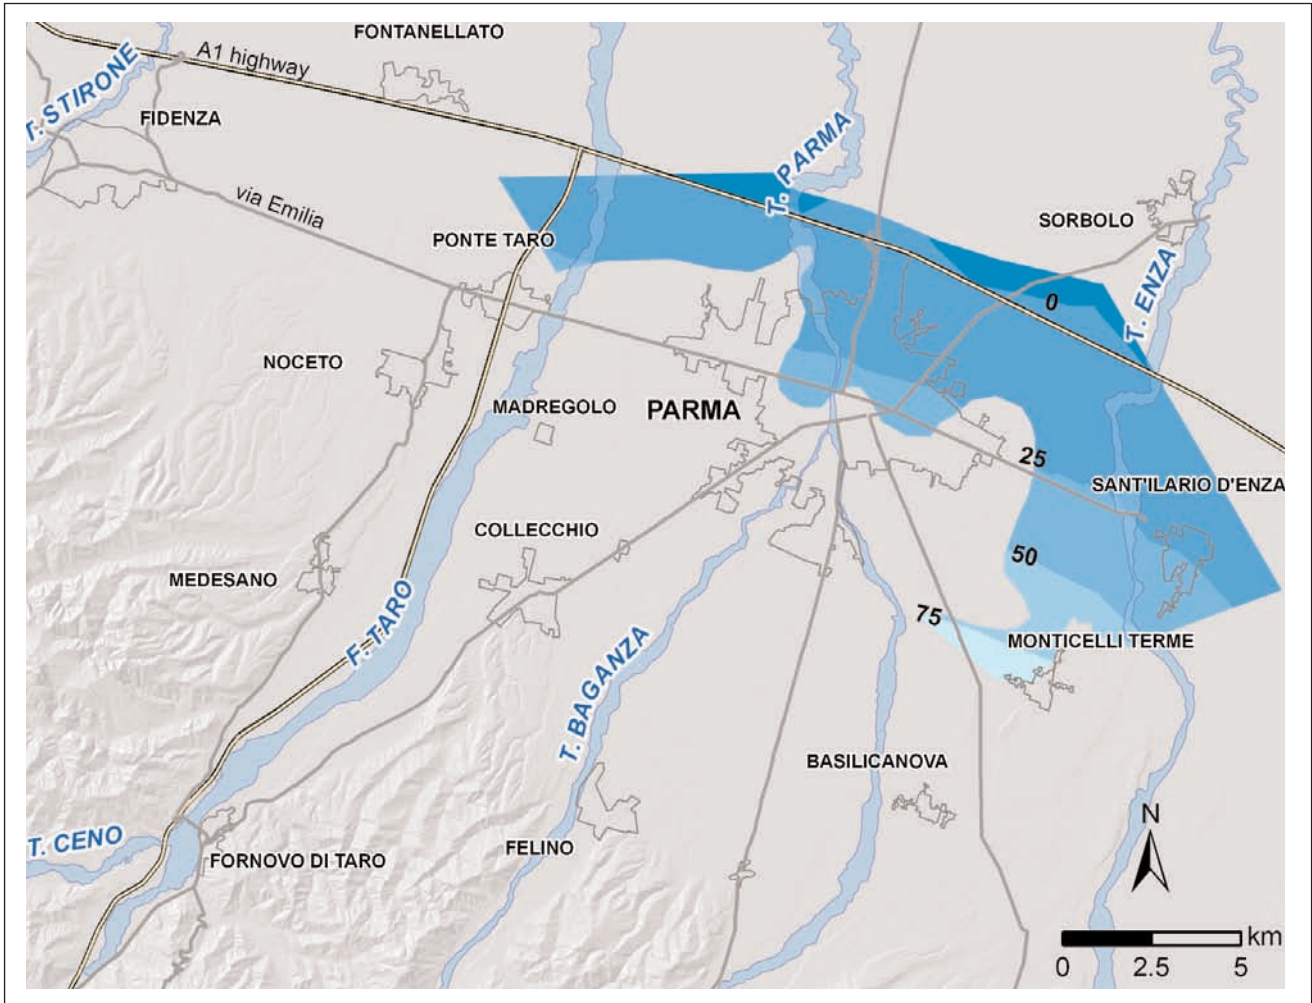 FONTANELLATO
A1 highway
T. STIRONE
FIDENZA
T. PARMA
via Emilia
SORBOLO
PONTE TARO
T. ENZA
0
NOCETO
MADREGOLO
PARMA
25
SANT'ILARIO D'ENZA
COLLECCHIO
50
MEDESANO
F. TARO
75
MONTICELLI TERME
T. BAGANZA
BASILICANOVA
N
T. CENO
FELINO
FORNOVO DI TARO
km
0 2.5 5